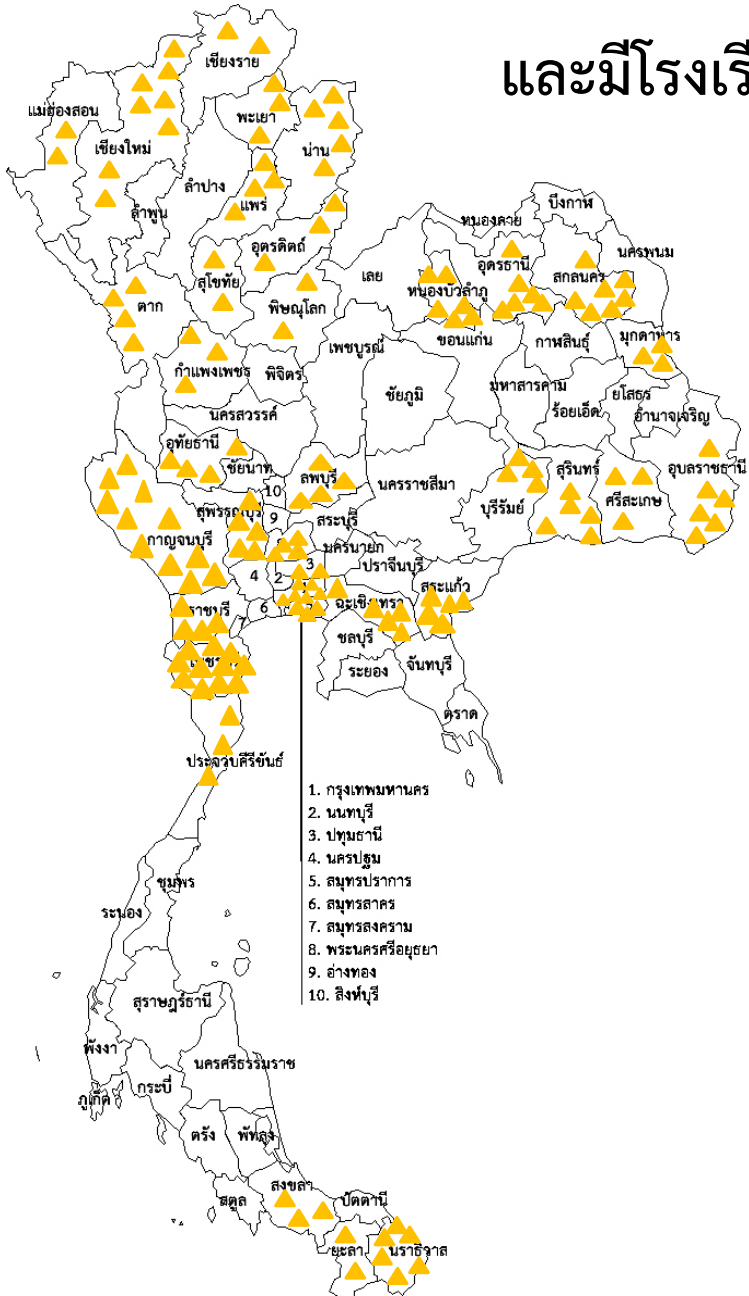 และมีโรงเรี
เชียงราย
แม่ฮ่องสอน
พะเยา
เชียงใหม่
น่าน
ลำปาง
ลำพูน
แพร่
บึงกาฬ
หนองคาย
อุตรดิตถ์
นครพนม
อุดรธานี
สกลนคร
เลย
สุโขทัย
หนองบัวลำภู
ตาก
พิษณุโลก
มุกดาหาร
ขอนแก่น
กาฬสินธุ์
เพชรบูรณ์
กำแพงเพชร
พิจิตร
ชัยภูมิ
มหาสารคาม
ยโสธร
ร้อยเอ็ด
อำนาจเจริญ
นครสวรรค์
อุทัยธานี
ชัยนาท
ลพบุรี
นครราชสีมา
บุรีรัมย์
สุรินทร์
ศรีสะเกษ
อุบลราชธานี
10
สุพรรณบุรี
9
สระบุรี
กาญจนบุรี
นครนายก
3
ปราจีนบุรี
4
2
สระแก้ว
ฉะเชิงเทรา
ราชบุรี
6
7
ชลบุรี
จันทบุรี
ระยอง
ตราด
ประจวบคีรีขันธ์
1. กรุงเทพมหานคร
2. นนทบุรี
3. ปทุมธานี
4. นครปฐม
5. สมุทรปราการ
6. สมุทรสาคร
7. สมุทรสงคราม
8. พระนครศรีอยุธยา
9. อ่างทอง
10. สิงห์บุรี
ชุมพร
ระนอง
สุราษฎร์ธานี
พังงา
นครศรีธรรมราช
กระบี่
ภูเก็ต
ตรัง
พัทลุง
สงขลา
ปัตตานี
สตูล
ยะลา
นราธิวาส